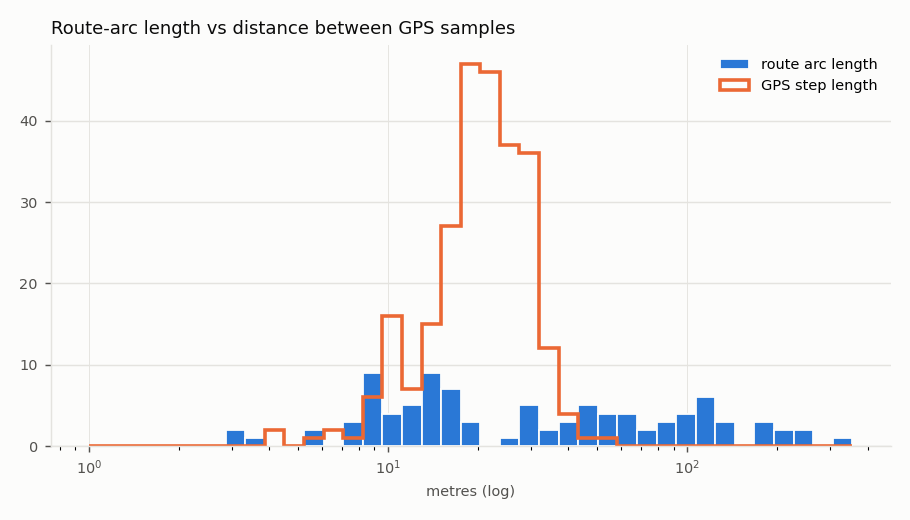 Route-arc length vs distance between GPS samples
route arc length
GPS step length
40
30
20
10
0
10⁰ 10¹ 10²
metres (log)